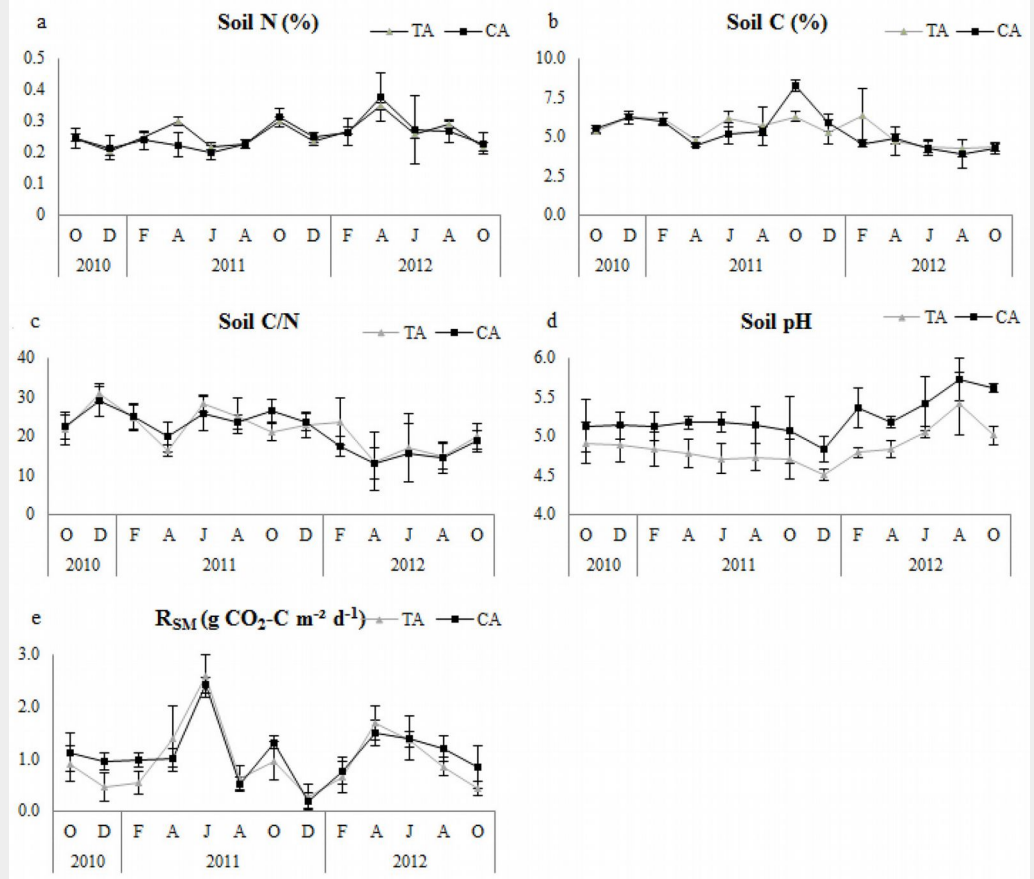 a Soil N (%) TA CA
0.5
0.4
0.3
0.2
0.1
0
O D F A J A O D F A J A O
2010 2011 2012
b Soil C (%) TA CA
10.0
7.5
5.0
2.5
0.0
O D F A J A O D F A J A O
2010 2011 2012
c Soil C/N TA CA
40
30
20
10
0
O D F A J A O D F A J A O
2010 2011 2012
d Soil pH TA CA
6.0
5.5
5.0
4.5
4.0
O D F A J A O D F A J A O
2010 2011 2012
e R_SM (g CO₂-C m⁻² d⁻¹) TA CA
3.0
2.0
1.0
0.0
O D F A J A O D F A J A O
2010 2011 2012